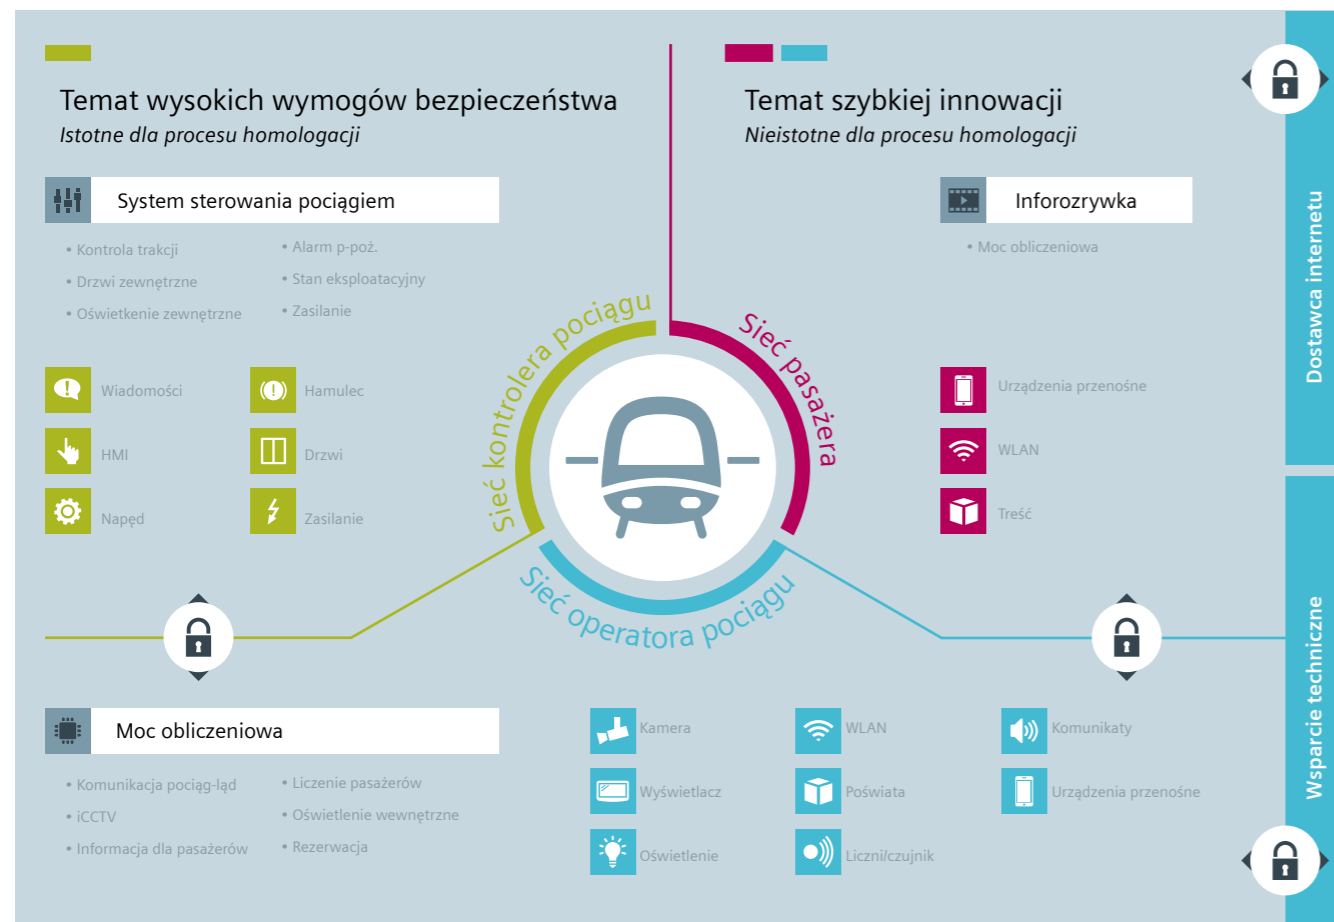 Temat wysokich wymogów bezpieczeństwa
Istotne dla procesu homologacji
System sterowania pociągiem
• Kontrola trakcji
• Drzwi zewnętrzne
• Oświetkenie zewnętrzne
• Alarm p-poż.
• Stan eksploatacyjny
• Zasilanie
Wiadomości
HMI
Napęd
Hamulec
Drzwi
Zasilanie
Sieć kontrolera pociągu
Sieć pasażera
Sieć operatora pociągu
Temat szybkiej innowacji
Nieistotne dla procesu homologacji
Inforozrywka
• Moc obliczeniowa
Urządzenia przenośne
WLAN
Treść
Dostawca internetu
Wsparcie techniczne
Moc obliczeniowa
• Komunikacja pociąg-ląd
• iCCTV
• Informacja dla pasażerów
• Liczenie pasażerów
• Oświetlenie wewnętrzne
• Rezerwacja
Kamera
Wyświetlacz
Oświetlenie
WLAN
Poświata
Liczni/czujnik
Komunikaty
Urządzenia przenośne